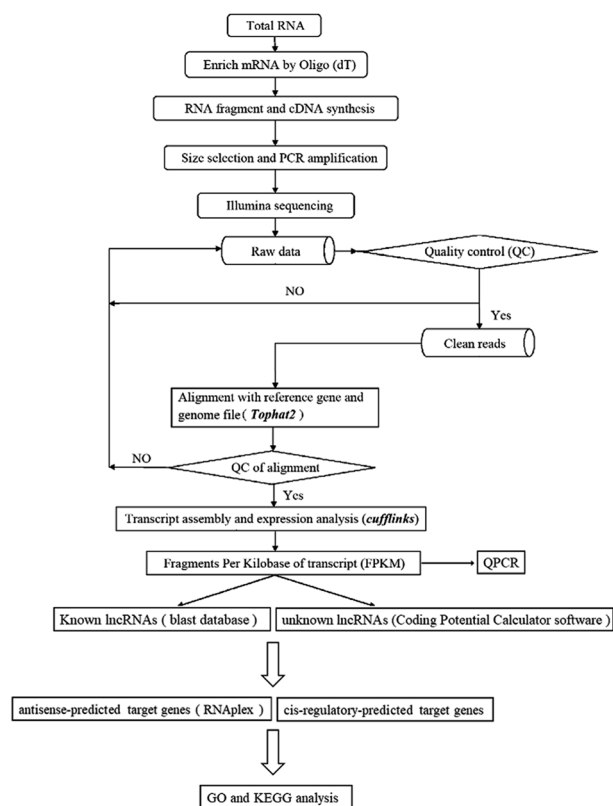 Total RNA
Enrich mRNA by Oligo (dT)
RNA fragment and cDNA synthesis
Size selection and PCR amplification
Illumina sequencing
Raw data
Quality control (QC)
NO
Yes
Clean reads
Alignment with reference gene and
genome file( Tophat2 )
NO
QC of alignment
Yes
Transcript assembly and expression analysis (cufflinks)
Fragments Per Kilobase of transcript (FPKM)
QPCR
Known lncRNAs ( blast database )
unknown lncRNAs (Coding Potential Calculator software )
antisense-predicted target genes ( RNAplex )
cis-regulatory-predicted target genes
GO and KEGG analysis